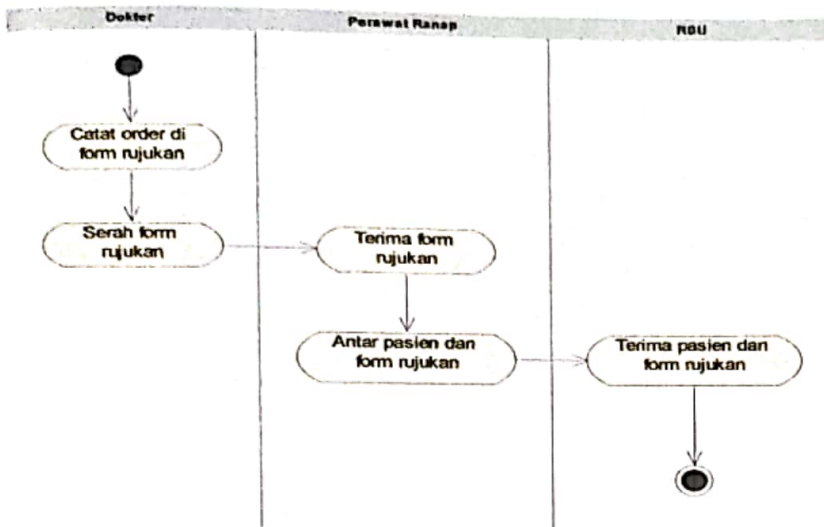 Dokter
Perawat Ranap
RSU
Catat order di
form rujukan
Serah form
rujukan
Terima form
rujukan
Antar pasien dan
form rujukan
Terima pasien dan
form rujukan